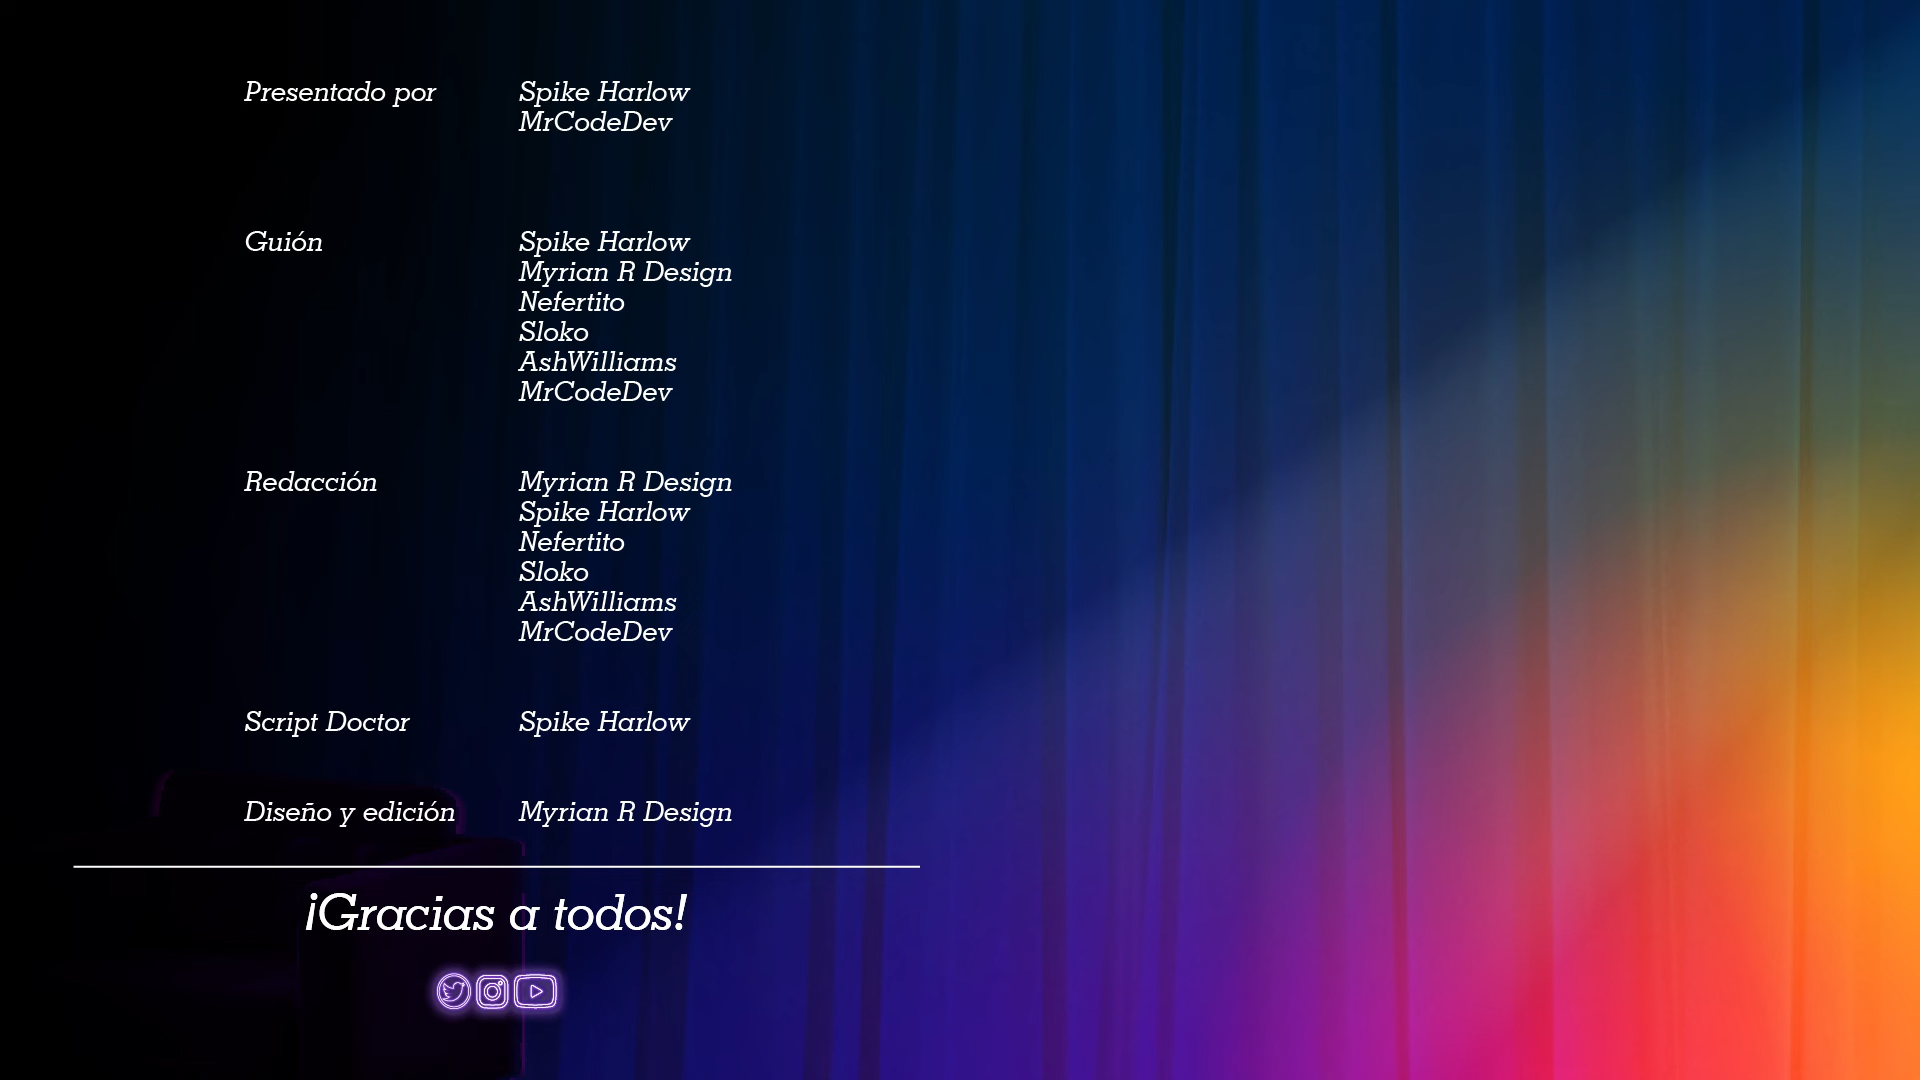 Presentado por Spike Harlow
MrCodeDev
Guión Spike Harlow
Myrian R Design
Nefertito
Sloko
AshWilliams
MrCodeDev
Redacción Myrian R Design
Spike Harlow
Nefertito
Sloko
AshWilliams
MrCodeDev
Script Doctor Spike Harlow
Diseño y edición Myrian R Design
¡Gracias a todos!